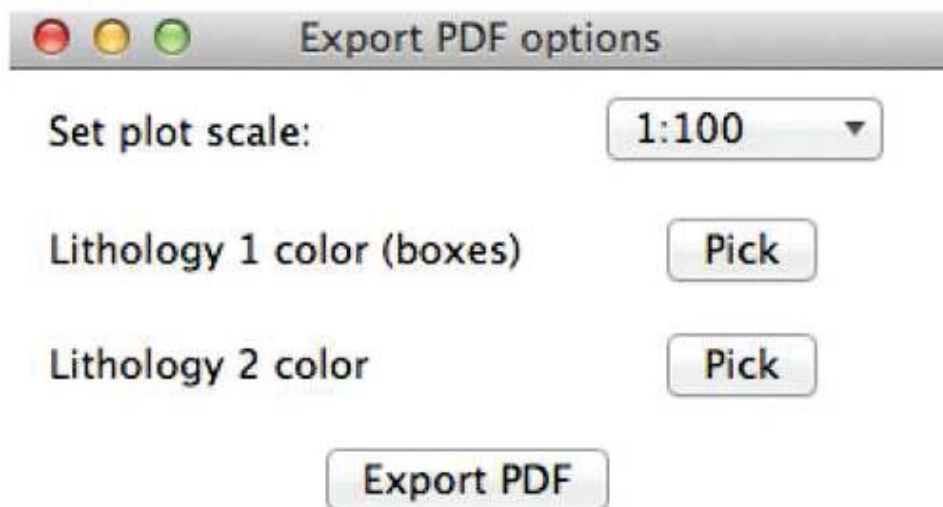 Export PDF options
Set plot scale: 1:100
Lithology 1 color (boxes) Pick
Lithology 2 color Pick
Export PDF